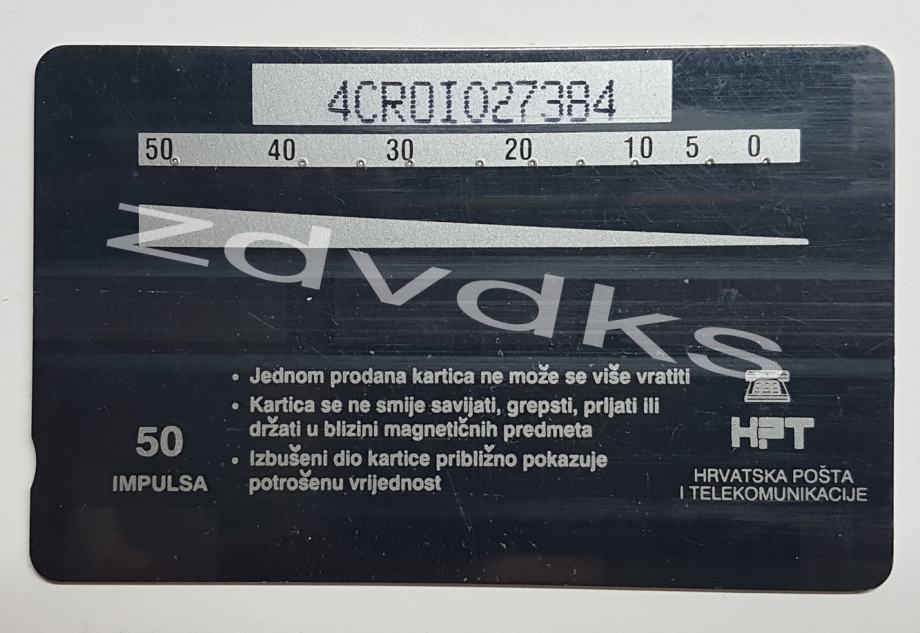 4CRDI027384
50 40 30 20 10 5 0
zdvdks
• Jednom prodana kartica ne može se više vratiti
• Kartica se ne smije savijati, grepsti, prljati ili
držati u blizini magnetičnih predmeta
• Izbušeni dio kartice približno pokazuje
potrošenu vrijednost
50
IMPULSA
HPT
HRVATSKA POŠTA
I TELEKOMUNIKACIJE